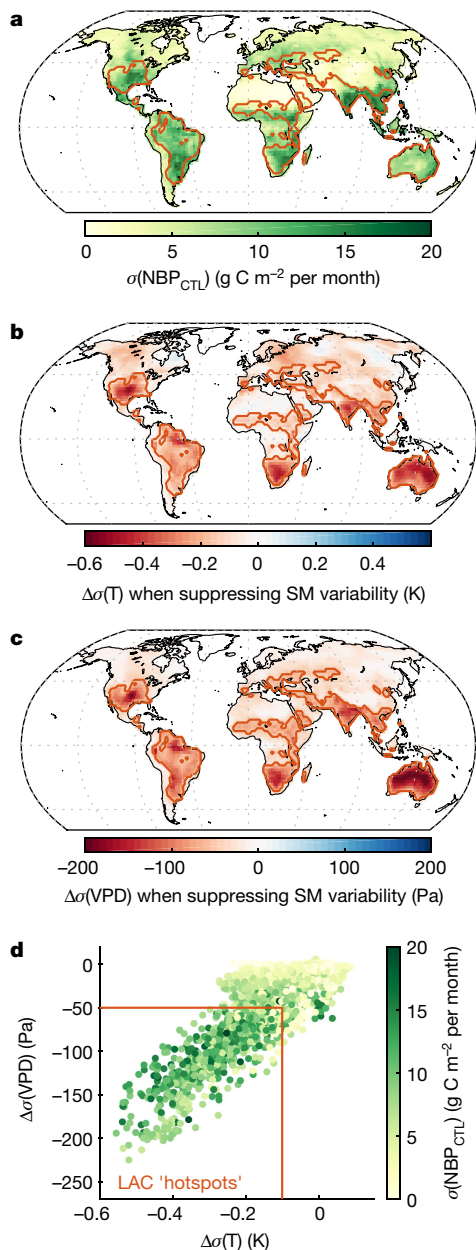 a
0 5 10 15 20
σ(NBP_CTL) (g C m⁻² per month)
b
−0.6 −0.4 −0.2 0 0.2 0.4
Δσ(T) when suppressing SM variability (K)
c
−200 −100 0 100 200
Δσ(VPD) when suppressing SM variability (Pa)
d
0
−50
−100
−150
−200
−250
Δσ(VPD) (Pa)
LAC 'hotspots'
−0.6 −0.4 −0.2 0
Δσ(T) (K)
20
15
10
5
0
σ(NBP_CTL) (g C m⁻² per month)